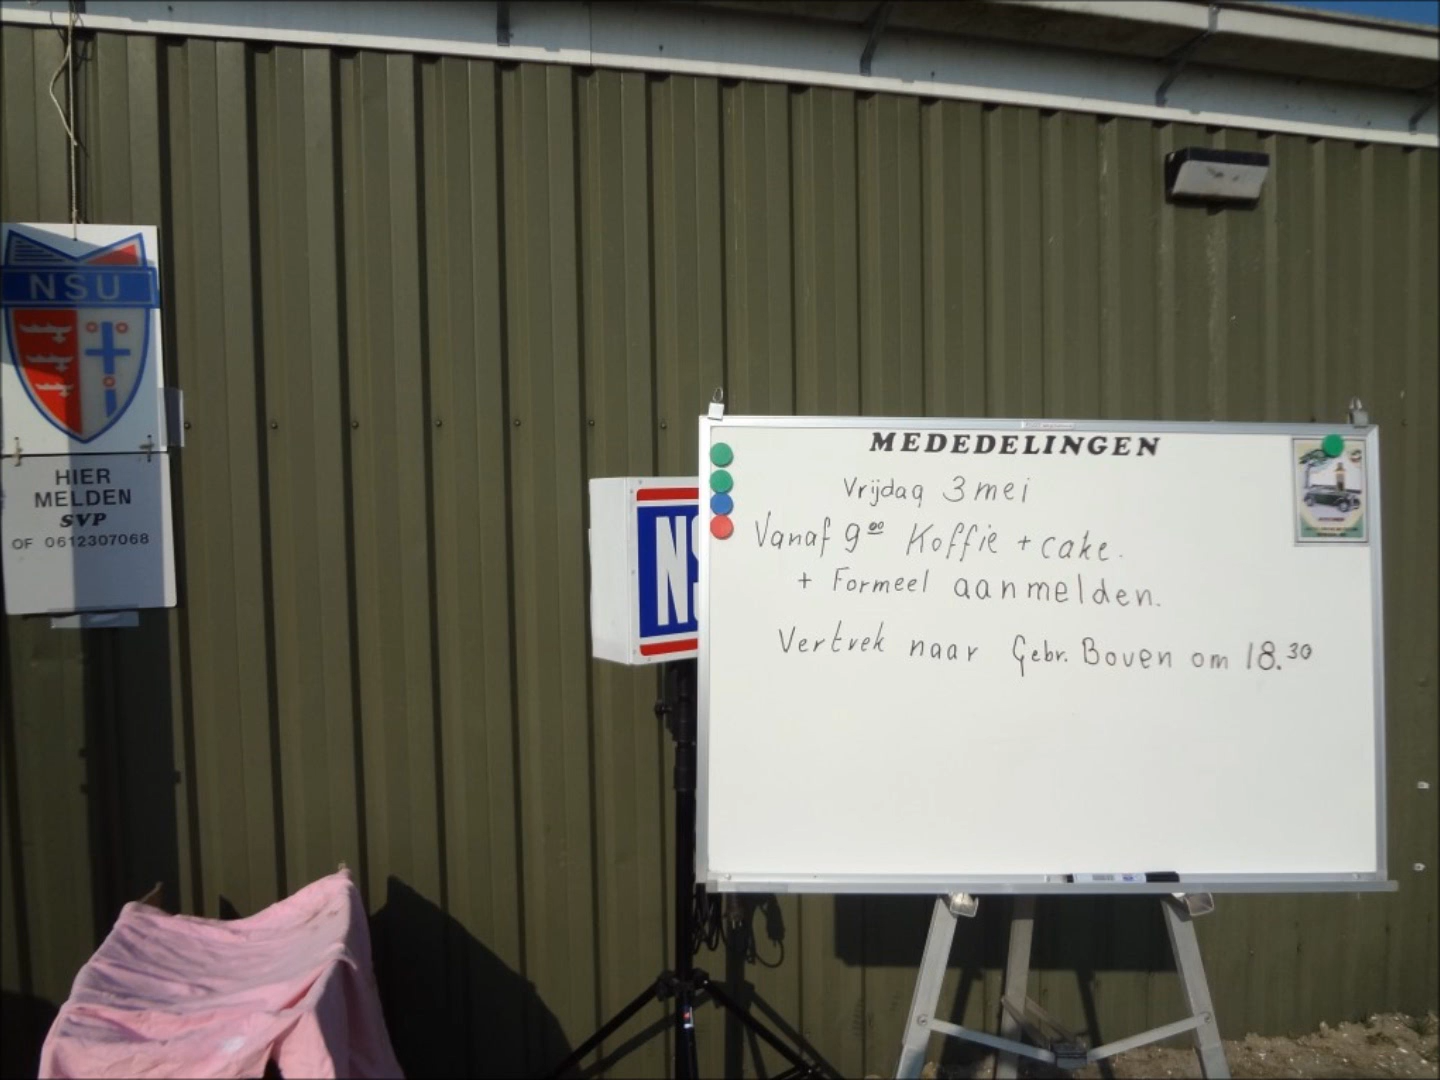 NSU
HIER
MELDEN
SVP
OF 0612307068
NS
MEDEDELINGEN
Vrijdag 3 mei
Vanaf 9⁰⁰ Koffie + cake.
+ Formeel aanmelden.
Vertrek naar Gebr. Boven om 18.³⁰